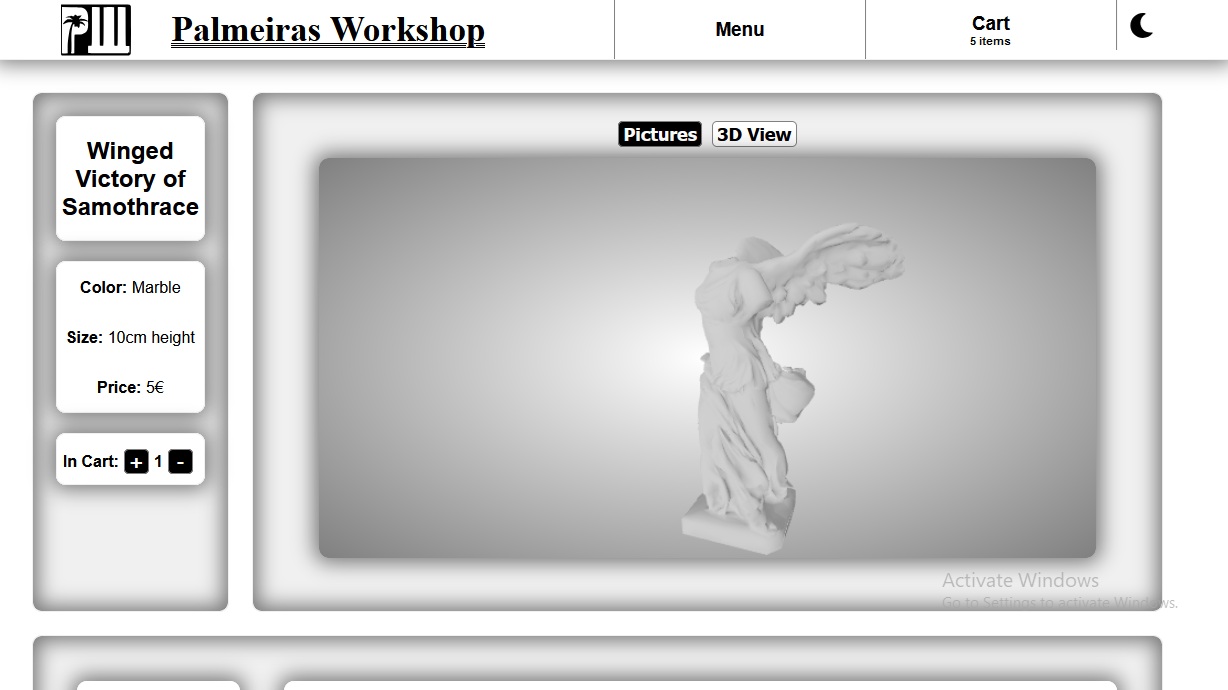 PW
Palmeiras Workshop
Menu
Cart
5 items
Winged
Victory of
Samothrace
Color: Marble
Size: 10cm height
Price: 5€
In Cart: + 1 -
Pictures
3D View
Activate Windows
Go to Settings to activate Windows.